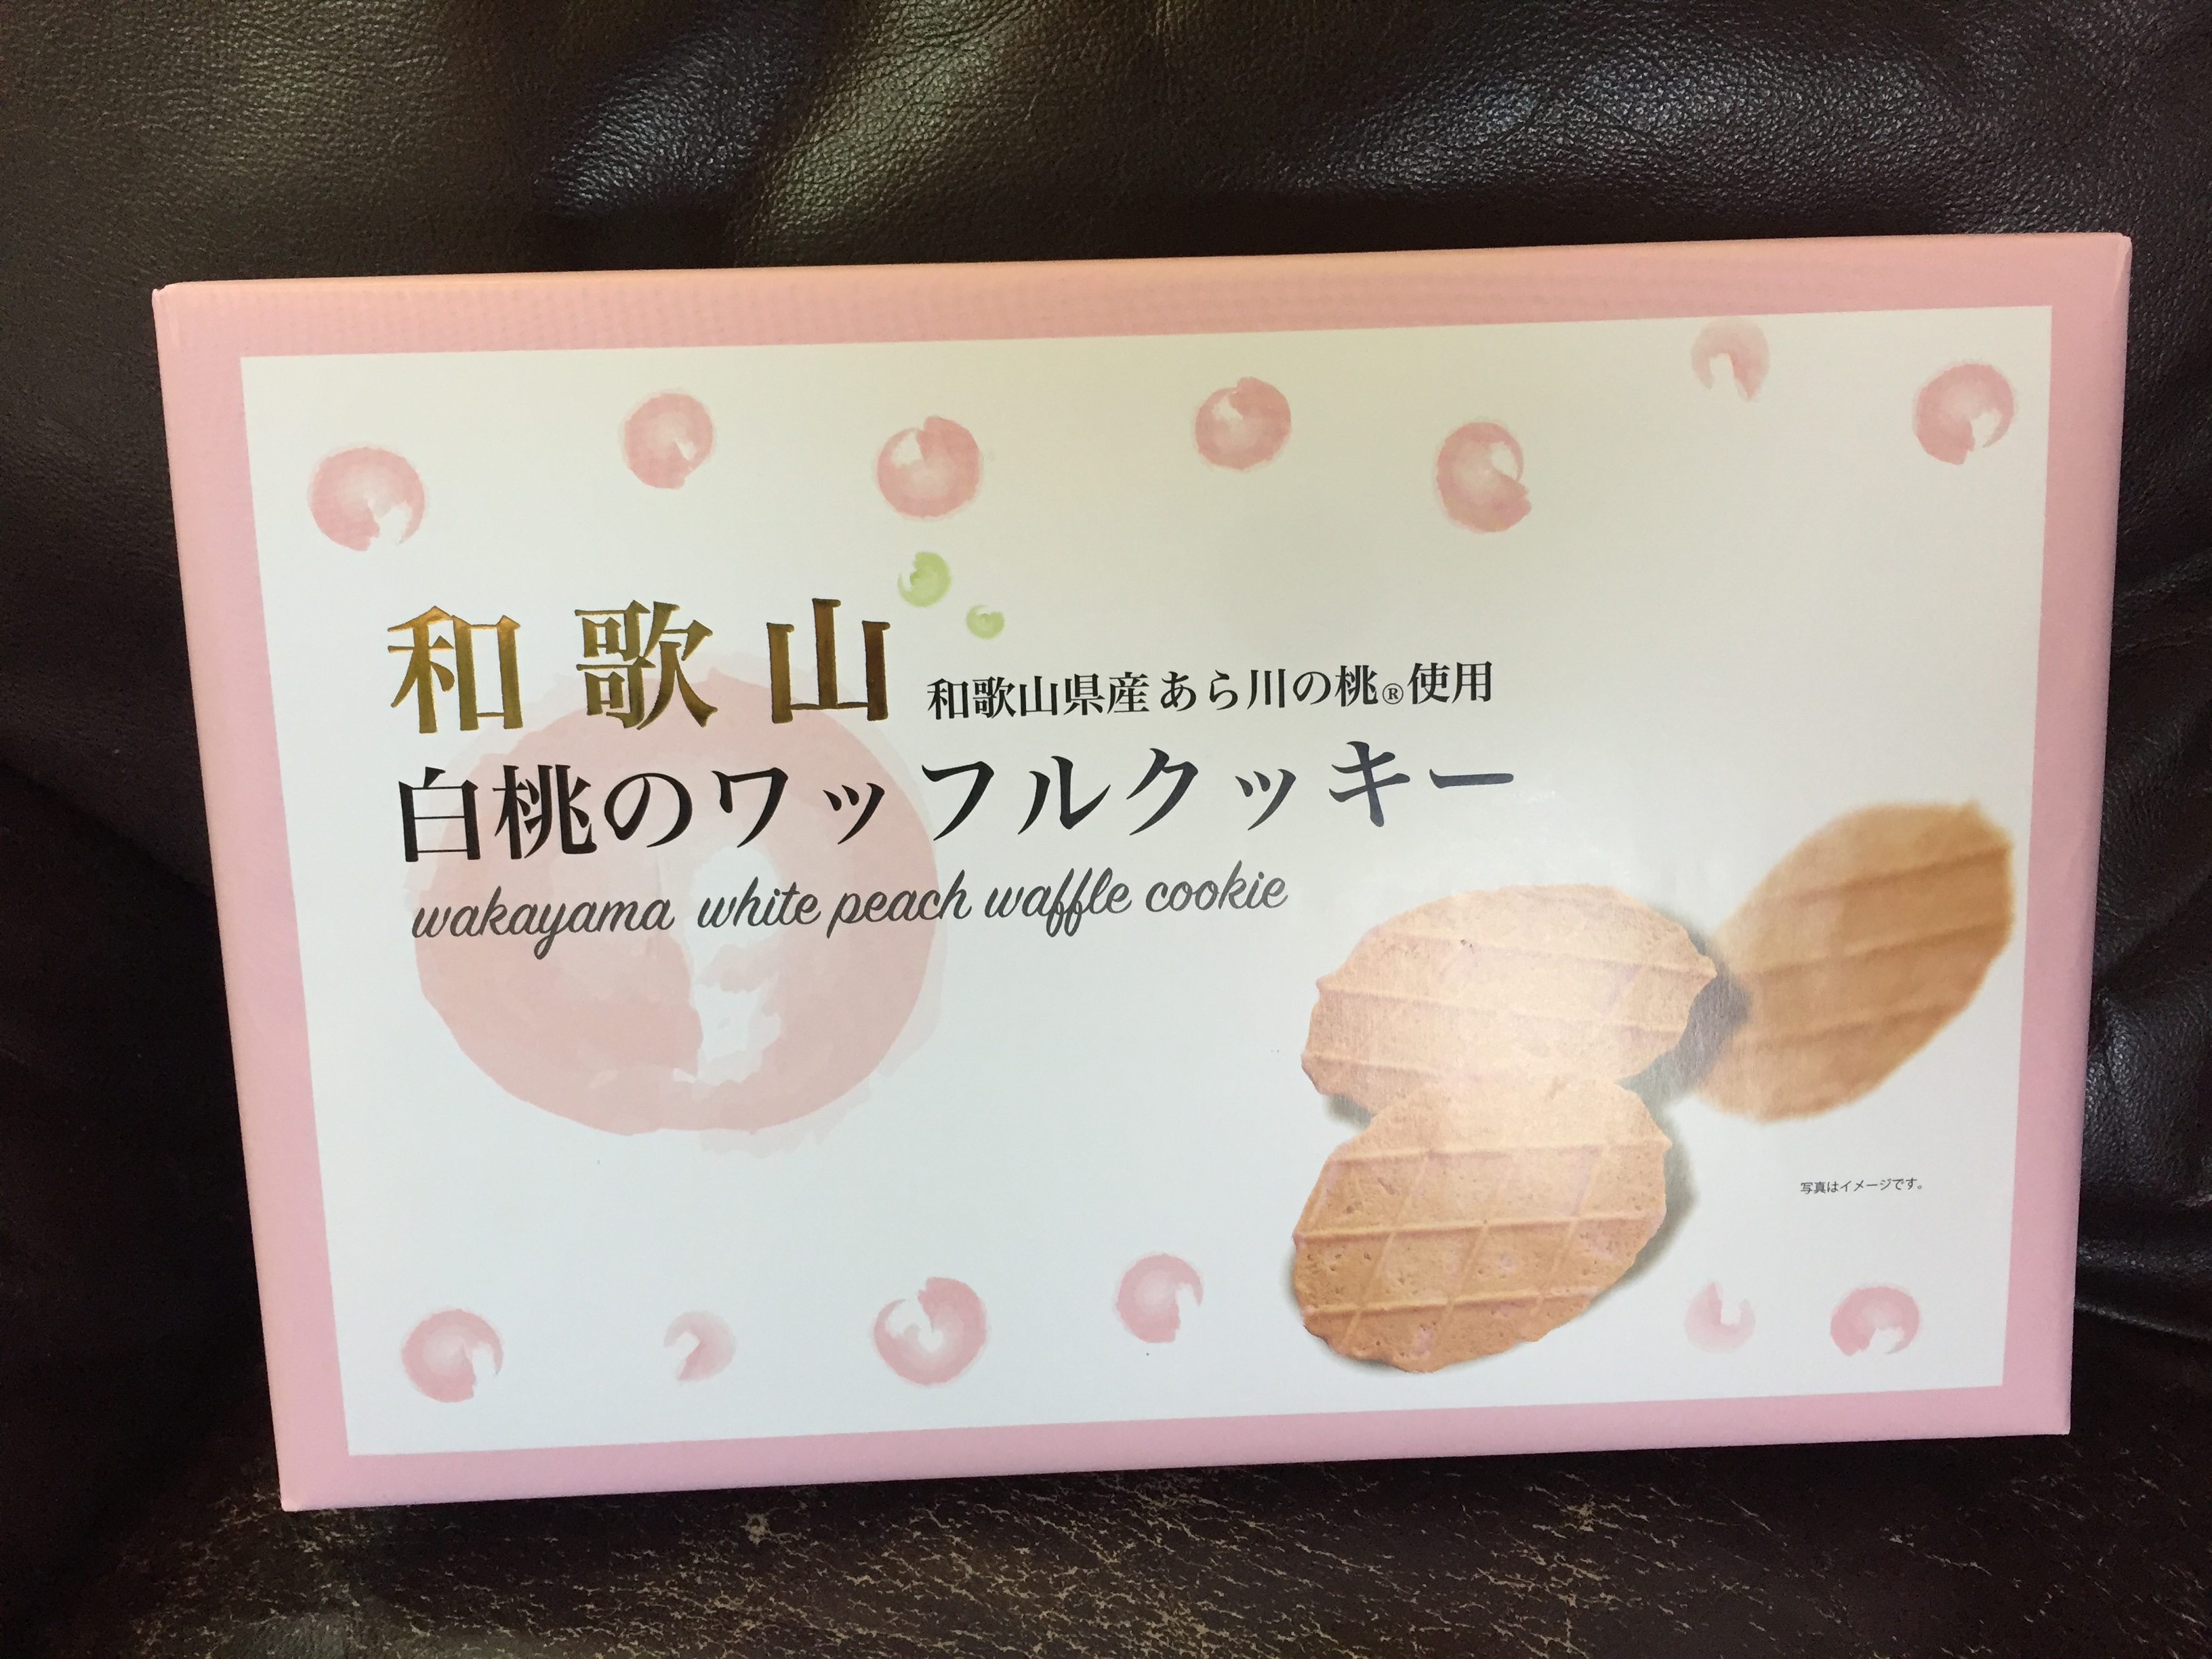 和歌山
和歌山県産あら川の桃®使用
白桃のワッフルクッキー
wakayama white peach waffle cookie
写真はイメージです。